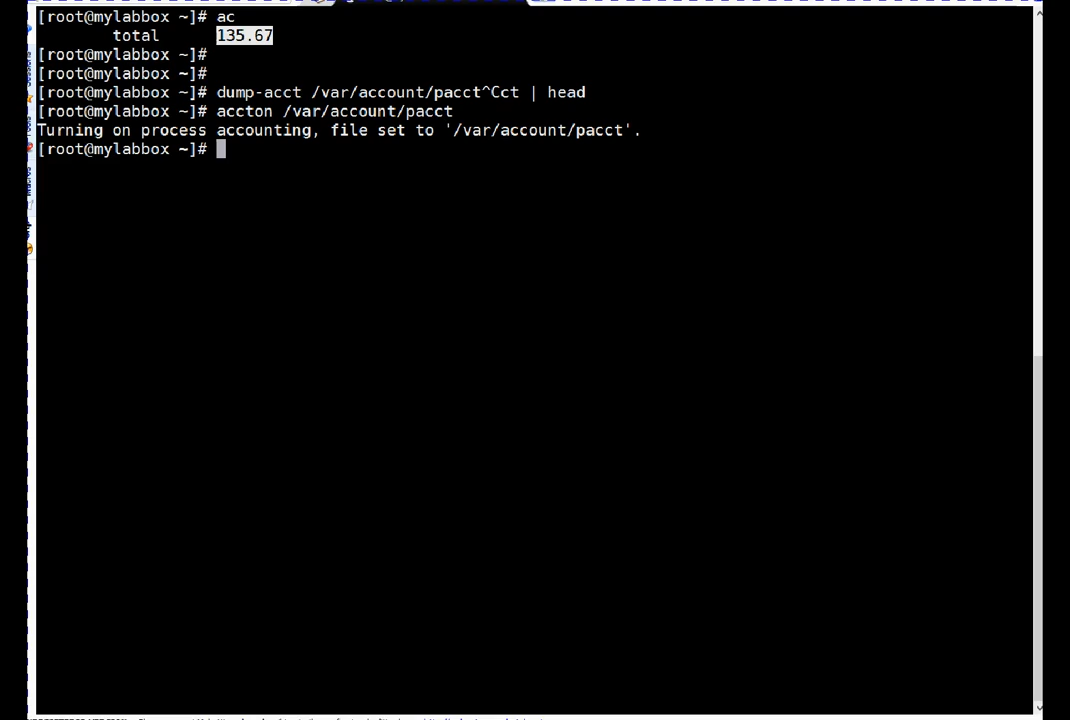 [root@mylabbox ~]# ac
total 135.67
[root@mylabbox ~]#
[root@mylabbox ~]#
[root@mylabbox ~]# dump-acct /var/account/pacct^Cct | head
[root@mylabbox ~]# accton /var/account/pacct
Turning on process accounting, file set to '/var/account/pacct'.
[root@mylabbox ~]#